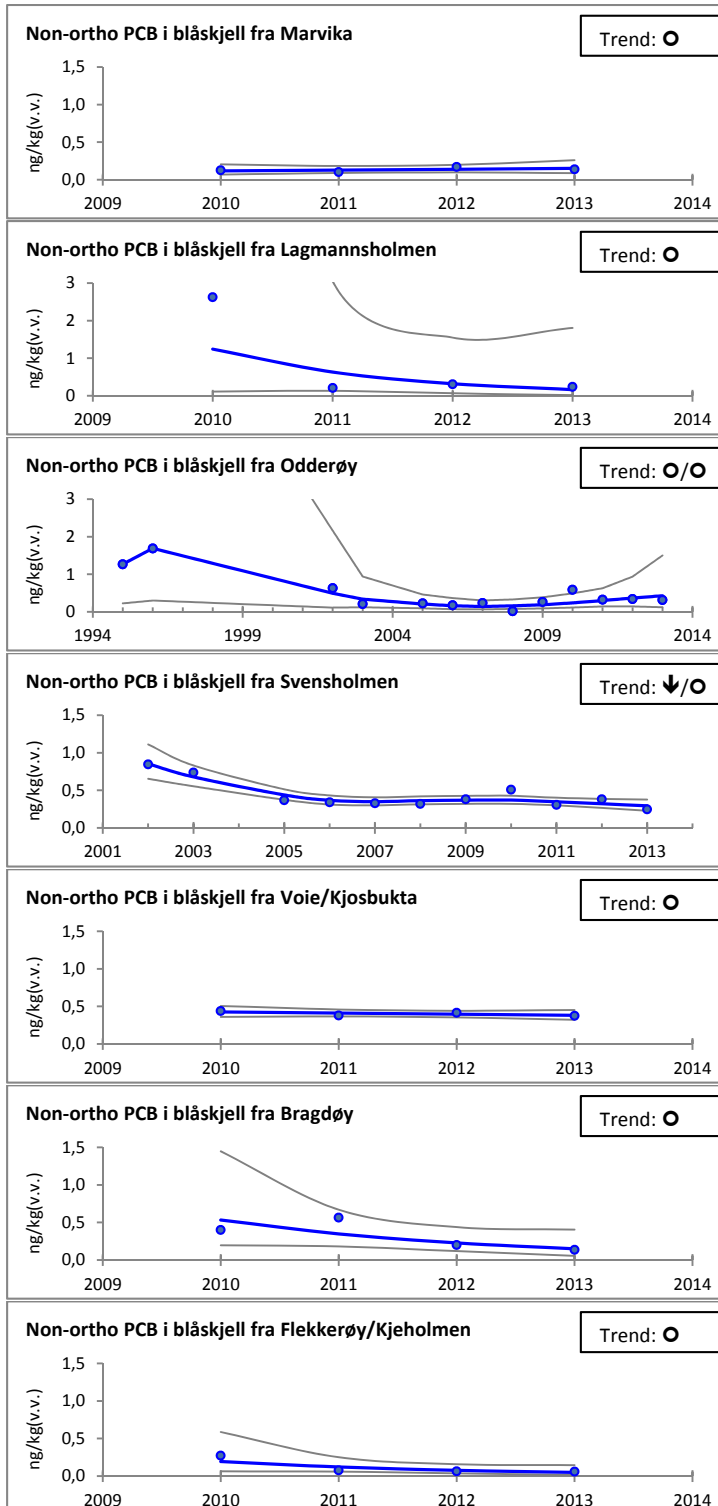 Non-ortho PCB i blåskjell fra Marvika
Trend: O
ng/kg(v.v.)
1,5
1,0
0,5
0,0
2009 2010 2011 2012 2013 2014
Non-ortho PCB i blåskjell fra Lagmannsholmen
Trend: O
ng/kg(v.v.)
3
2
1
0
2009 2010 2011 2012 2013 2014
Non-ortho PCB i blåskjell fra Odderøy
Trend: O/O
ng/kg(v.v.)
3
2
1
0
1994 1999 2004 2009 2014
Non-ortho PCB i blåskjell fra Svensholmen
Trend: ↓/O
ng/kg(v.v.)
1,5
1,0
0,5
0,0
2001 2003 2005 2007 2009 2011 2013
Non-ortho PCB i blåskjell fra Voie/Kjosbukta
Trend: O
ng/kg(v.v.)
1,5
1,0
0,5
0,0
2009 2010 2011 2012 2013 2014
Non-ortho PCB i blåskjell fra Bragdøy
Trend: O
ng/kg(v.v.)
1,5
1,0
0,5
0,0
2009 2010 2011 2012 2013 2014
Non-ortho PCB i blåskjell fra Flekkerøy/Kjeholmen
Trend: O
ng/kg(v.v.)
1,5
1,0
0,5
0,0
2009 2010 2011 2012 2013 2014